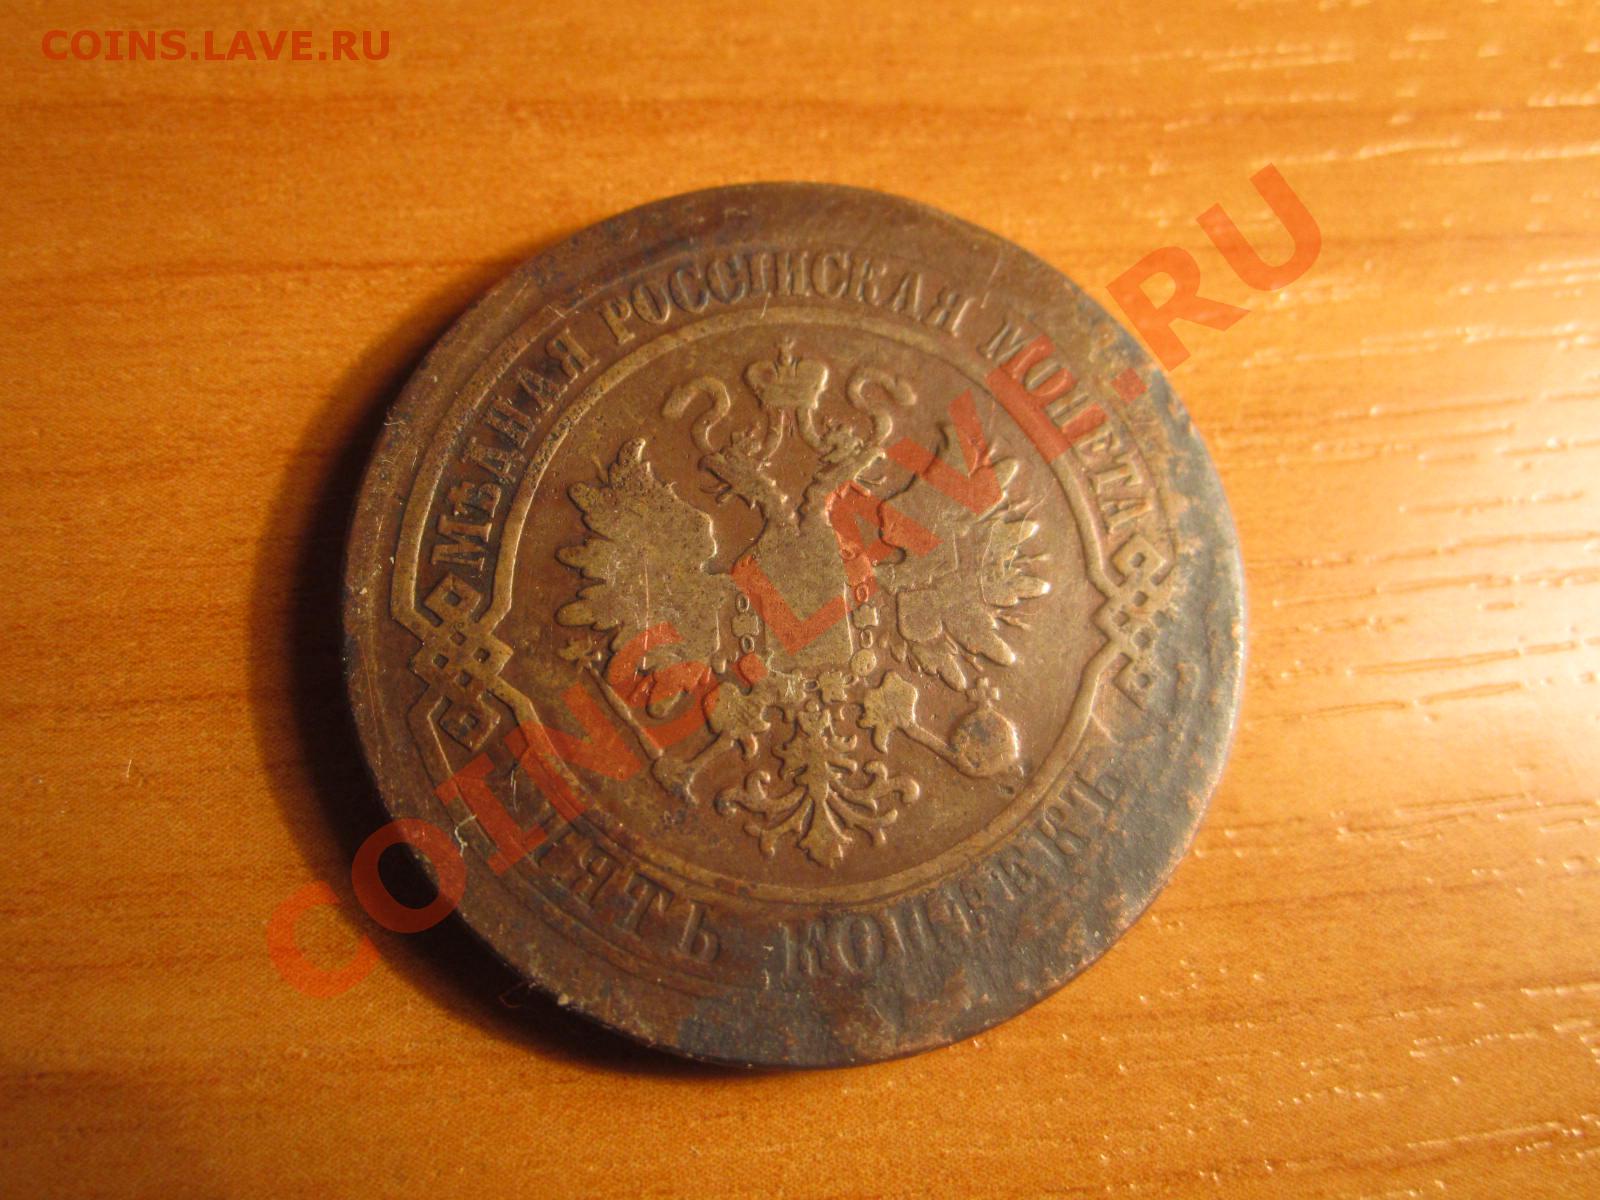 COINS.LAVE.RU
МѢДНАЯ РОССІЙСКАЯ МОНЕТА
ПЯТЬ КОПѢЕКЪ
COINS.LAVE.RU